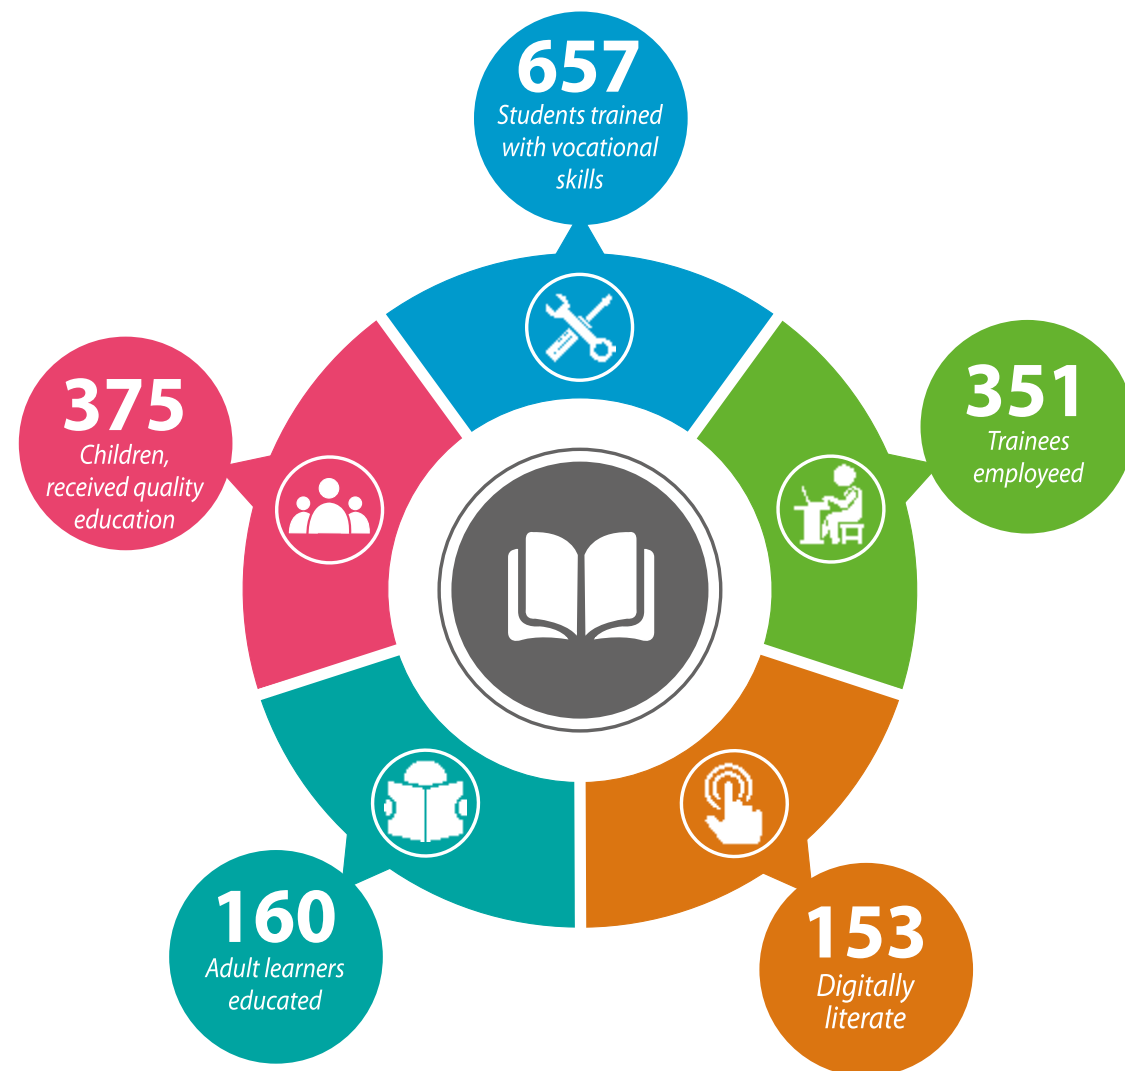 657
Students trained
with vocational
skills
375
Children,
received quality
education
351
Trainees
employeed
160
Adult learners
educated
153
Digitally
literate